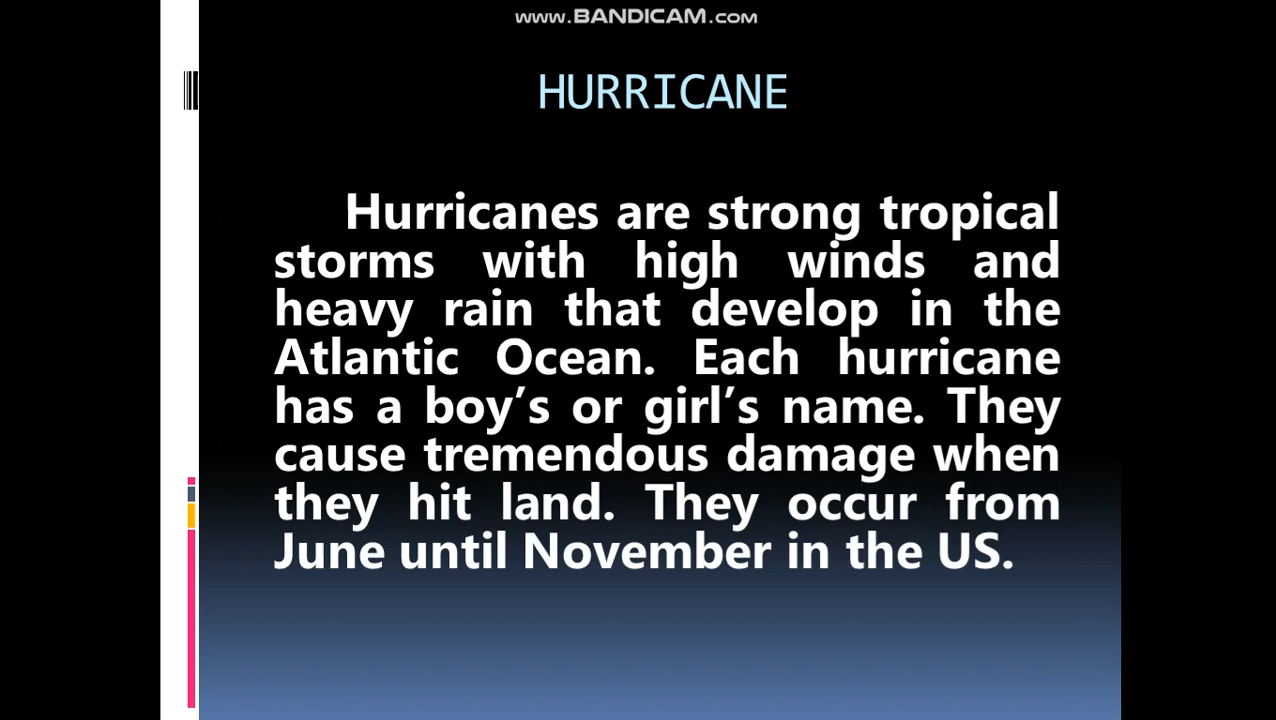 www.BANDICAM.com
HURRICANE
Hurricanes are strong tropical
storms with high winds and
heavy rain that develop in the
Atlantic Ocean. Each hurricane
has a boy’s or girl’s name. They
cause tremendous damage when
they hit land. They occur from
June until November in the US.